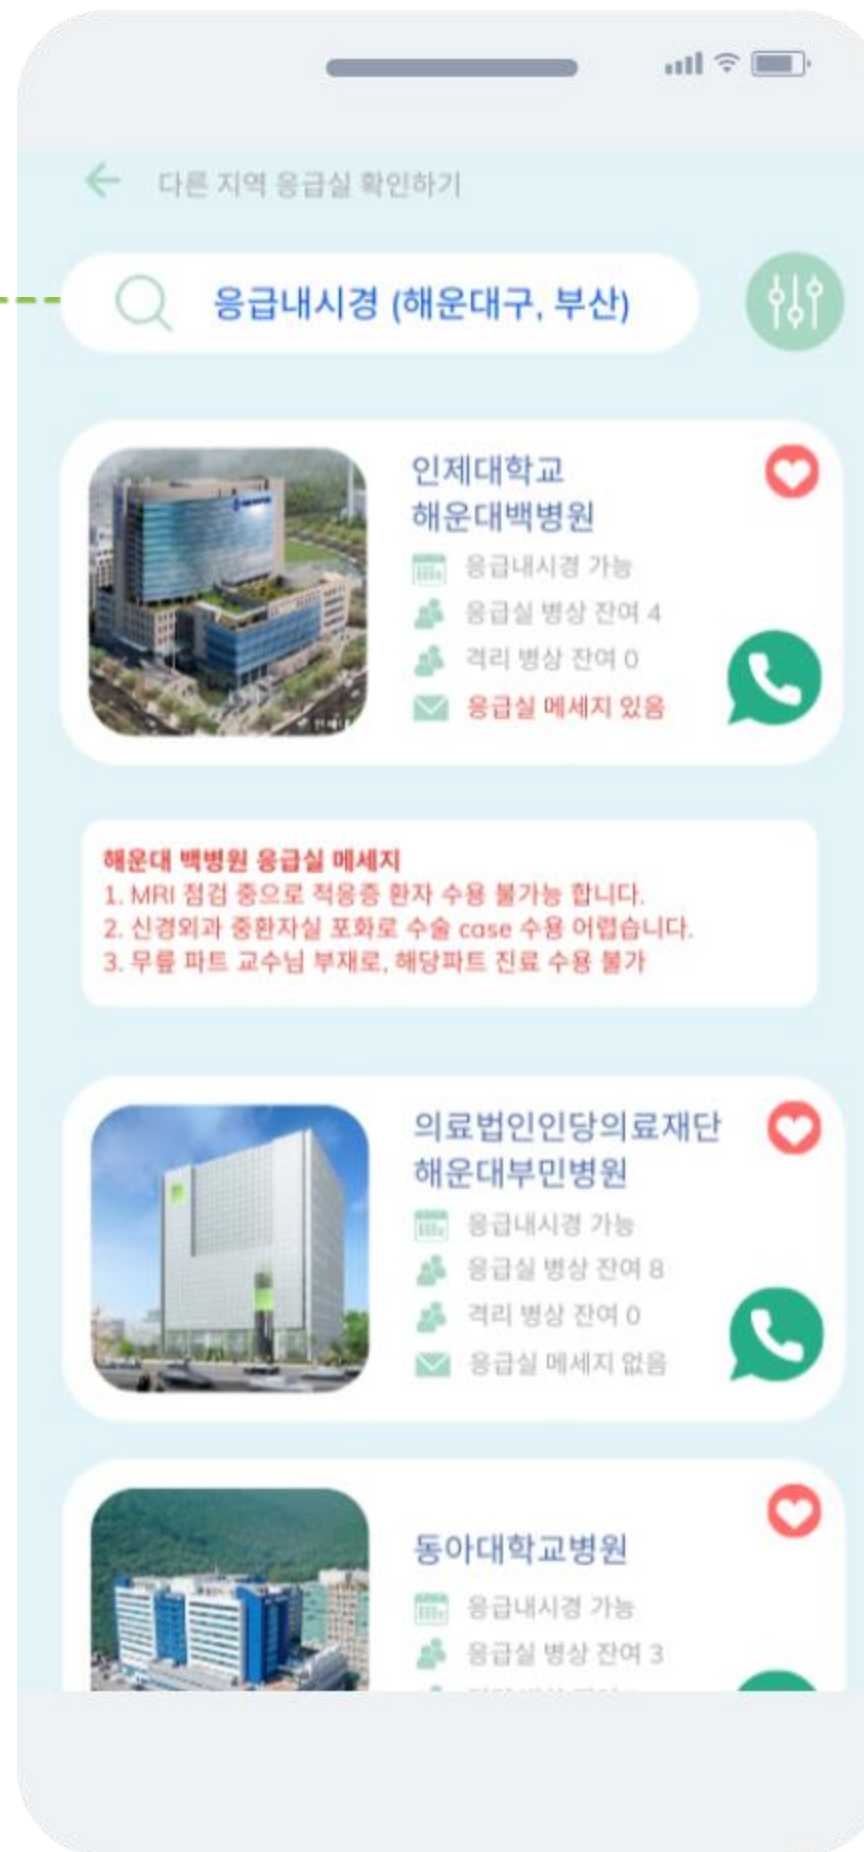 다른 지역 응급실 확인하기
응급내시경 (해운대구, 부산)
인제대학교
해운대백병원
응급내시경 가능
응급실 병상 잔여 4
격리 병상 잔여 0
응급실 메세지 있음
해운대 백병원 응급실 메세지
1. MRI 점검 중으로 적응증 환자 수용 불가능 합니다.
2. 신경외과 중환자실 포화로 수술 case 수용 어렵습니다.
3. 무릎 파트 교수님 부재로, 해당파트 진료 수용 불가
의료법인인당의료재단
해운대부민병원
응급내시경 가능
응급실 병상 잔여 8
격리 병상 잔여 0
응급실 메세지 없음
동아대학교병원
응급내시경 가능
응급실 병상 잔여 3